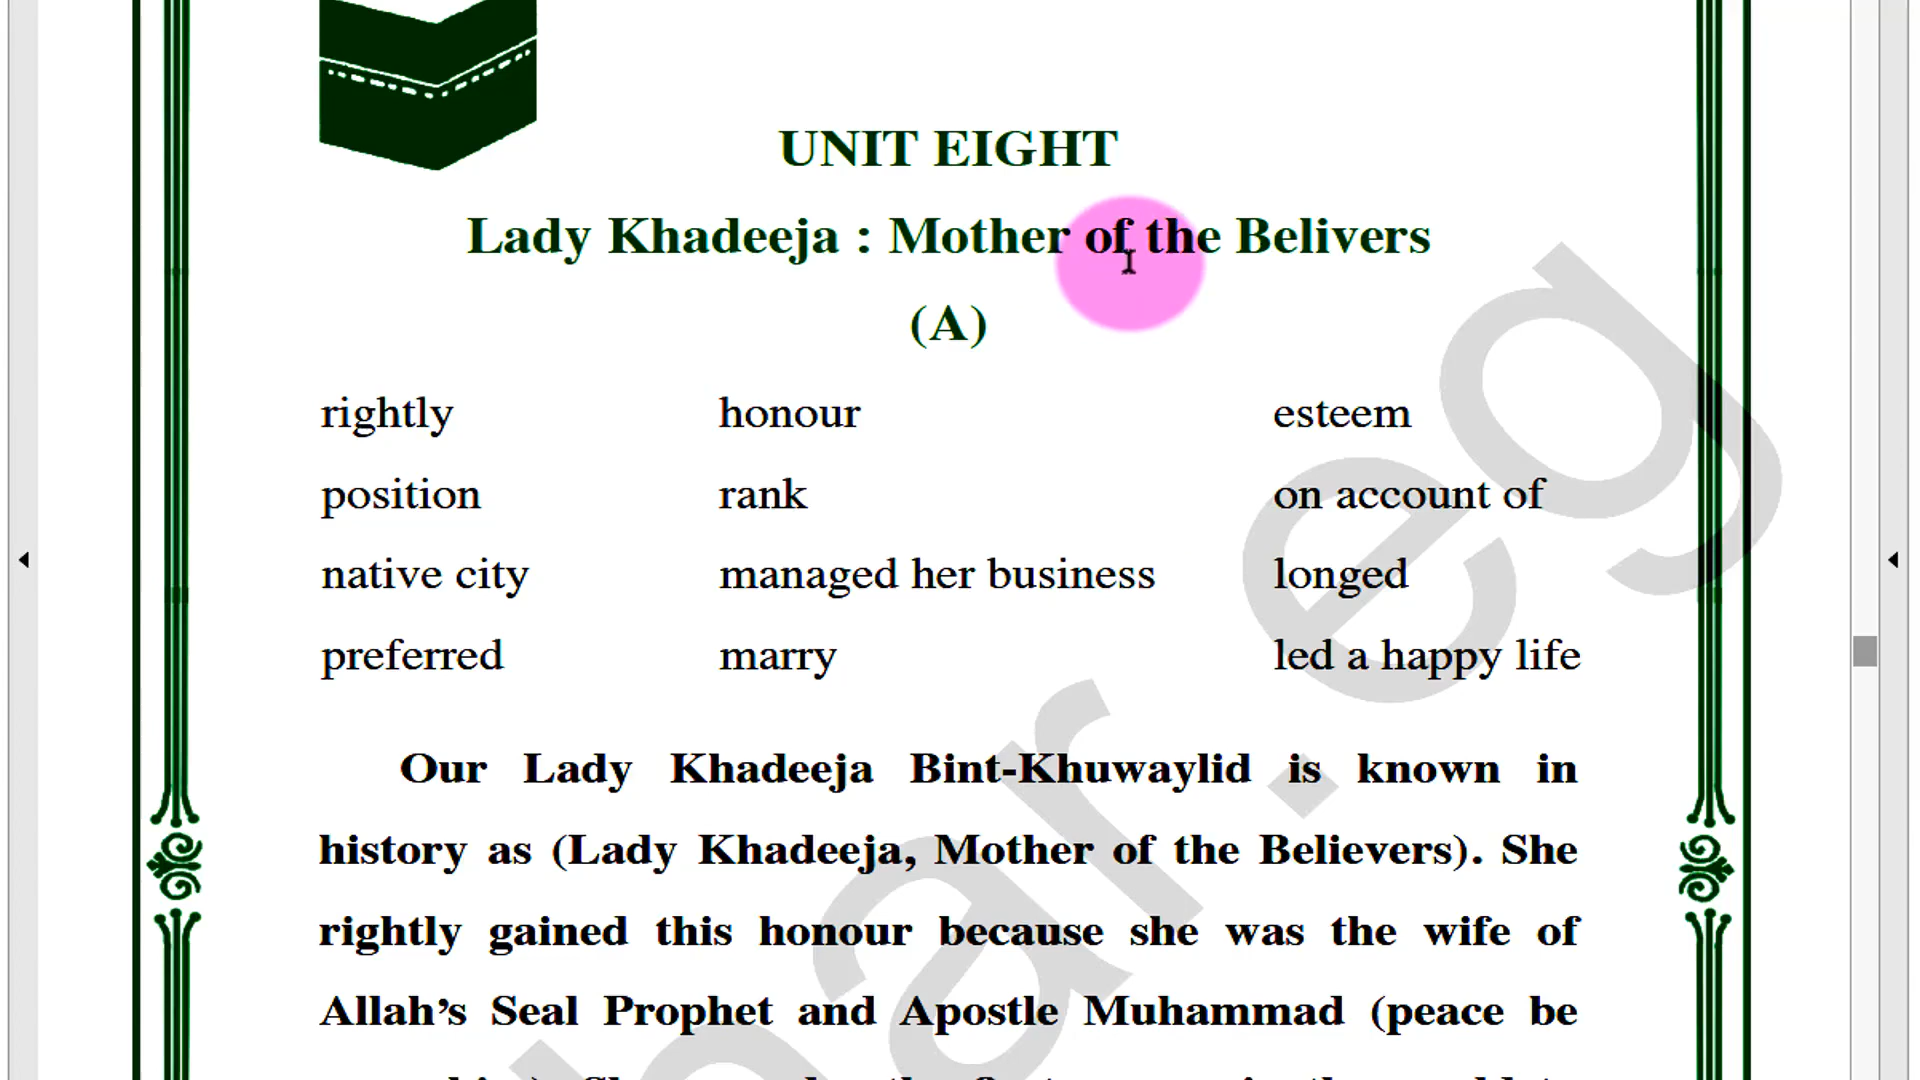 UNIT EIGHT
Lady Khadeeja : Mother of the Belivers
(A)
rightly honour esteem
position rank on account of
native city managed her business longed
preferred marry led a happy life
Our Lady Khadeeja Bint-Khuwaylid is known in
history as (Lady Khadeeja, Mother of the Believers). She
rightly gained this honour because she was the wife of
Allah’s Seal Prophet and Apostle Muhammad (peace be
ar.eg